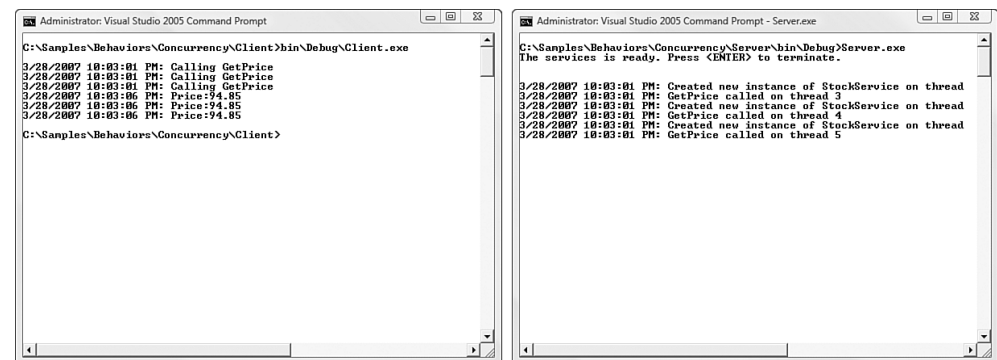 Administrator: Visual Studio 2005 Command Prompt
C:\Samples\Behaviors\Concurrency\Client>bin\Debug\Client.exe
3/28/2007 10:03:01 PM: Calling GetPrice
3/28/2007 10:03:01 PM: Calling GetPrice
3/28/2007 10:03:01 PM: Calling GetPrice
3/28/2007 10:03:06 PM: Price:94.85
3/28/2007 10:03:06 PM: Price:94.85
3/28/2007 10:03:06 PM: Price:94.85
C:\Samples\Behaviors\Concurrency\Client>
Administrator: Visual Studio 2005 Command Prompt - Server.exe
C:\Samples\Behaviors\Concurrency\Server\bin\Debug>Server.exe
The services is ready. Press <ENTER> to terminate.
3/28/2007 10:03:01 PM: Created new instance of StockService on thread
3/28/2007 10:03:01 PM: GetPrice called on thread 3
3/28/2007 10:03:01 PM: Created new instance of StockService on thread
3/28/2007 10:03:01 PM: GetPrice called on thread 4
3/28/2007 10:03:01 PM: Created new instance of StockService on thread
3/28/2007 10:03:01 PM: GetPrice called on thread 5